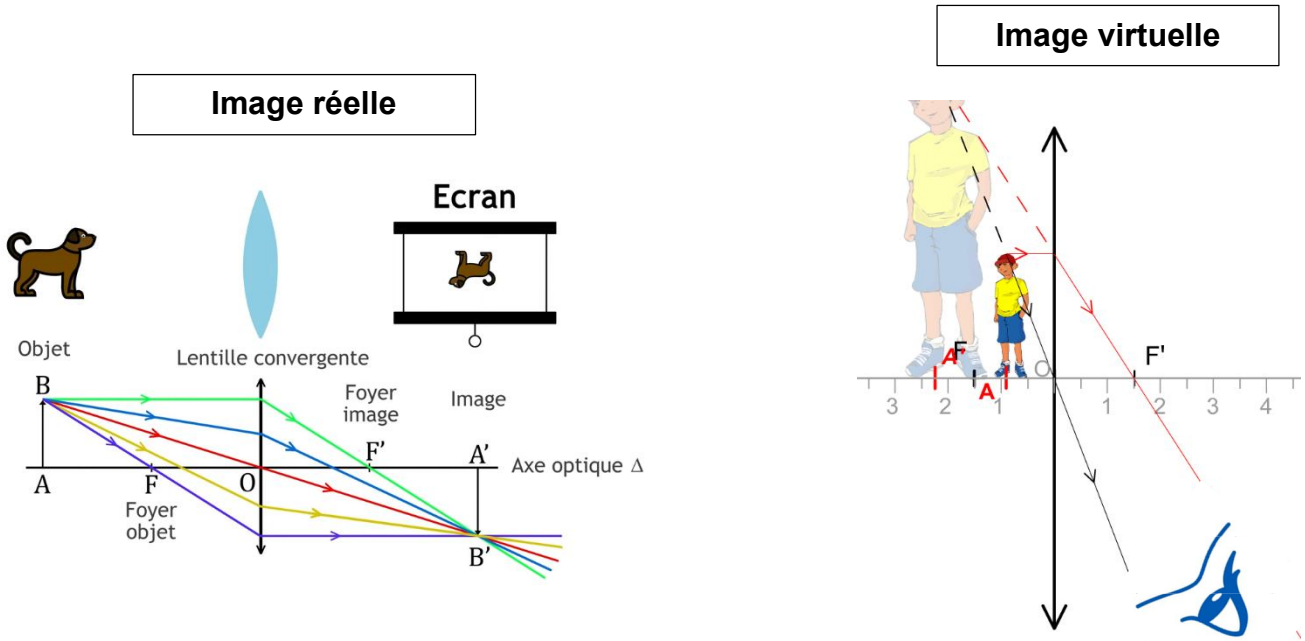 Image virtuelle
Image réelle
Ecran
Objet
Lentille convergente
B
Foyer
image
Image
F'
A'
Axe optique Δ
A
F
O
Foyer
objet
B'
F
A'
O
F'
A
3 2 1 1 2 3 4